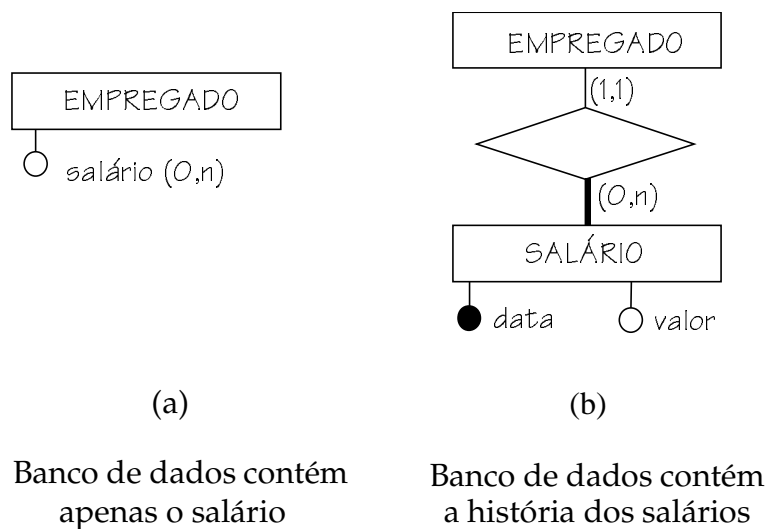 EMPREGADO
salário (0,n)
(a)
Banco de dados contém
apenas o salário
EMPREGADO
(1,1)
(0,n)
SALÁRIO
data
valor
(b)
Banco de dados contém
a história dos salários